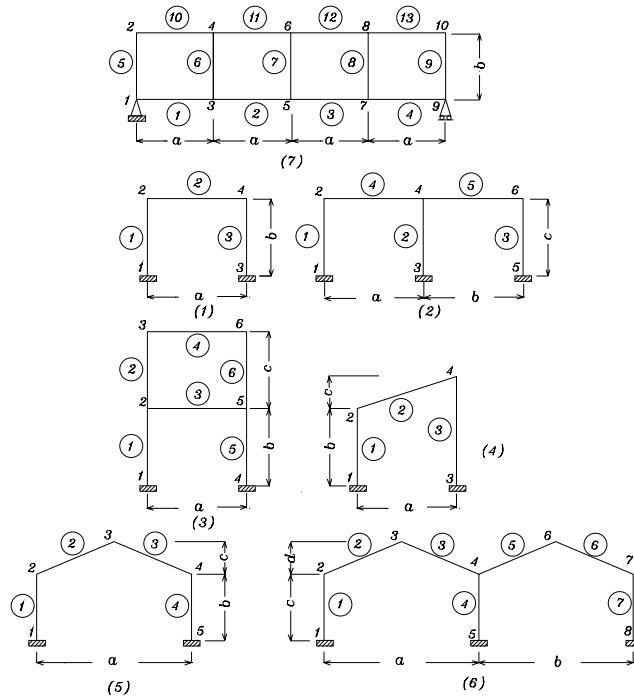 10 11 12 13
2 4 6 8 10
5 6 7 8 9 b
1 3 5 7 9
1 2 3 4
a a a a
(7)
2 2 4
1 3 b
1 3
a
(1)
2 4 4 5 6
1 2 3 c
1 3 5
a b
(2)
3 6
4
2 6 c
3
2 5
1 5 b
1 4
a
(3)
4
c
2 2
1 3 b
1 3
a
(4)
3
2 3 c
2 4
1 4 b
1 5
a
(5)
3 6
d 2 3 5 6
2 4 7
c 1 4 7
1 5 8
a b
(6)